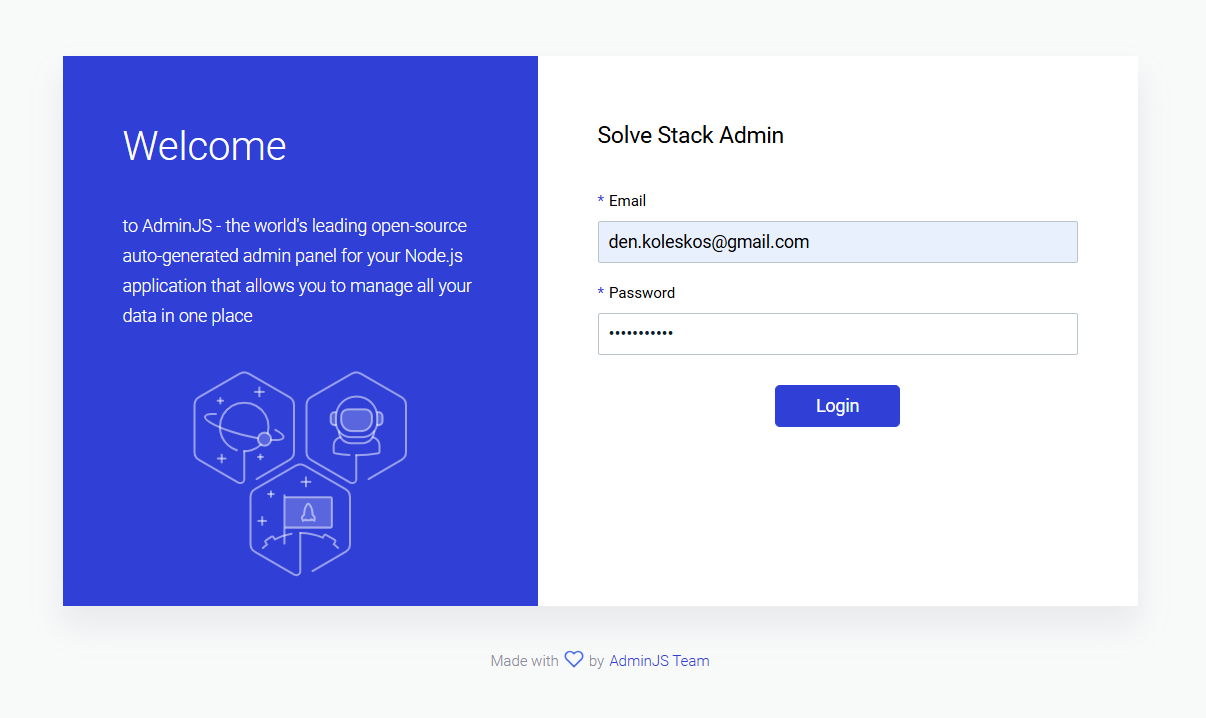 Welcome
to AdminJS - the world's leading open-source
auto-generated admin panel for your Node.js
application that allows you to manage all your
data in one place
Solve Stack Admin
* Email
den.koleskos@gmail.com
* Password
•••••••••••
Login
Made with by AdminJS Team